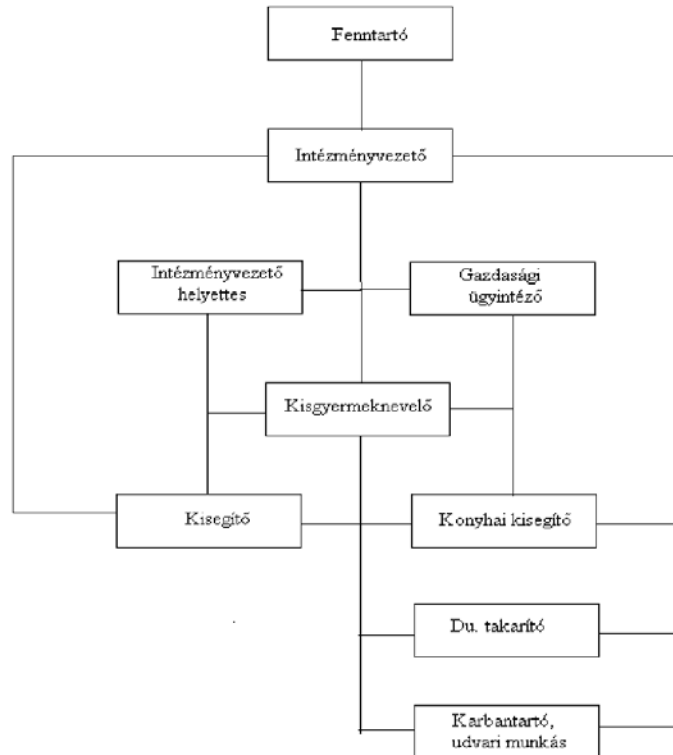 Fenntartó
Intézményvezető
Intézményvezető
helyettes
Gazdasági
ügyintéző
Kisgyermeknevelő
Kisegítő
Konyhai kisegítő
Du. takarító
Karbantartó,
udvari munkás